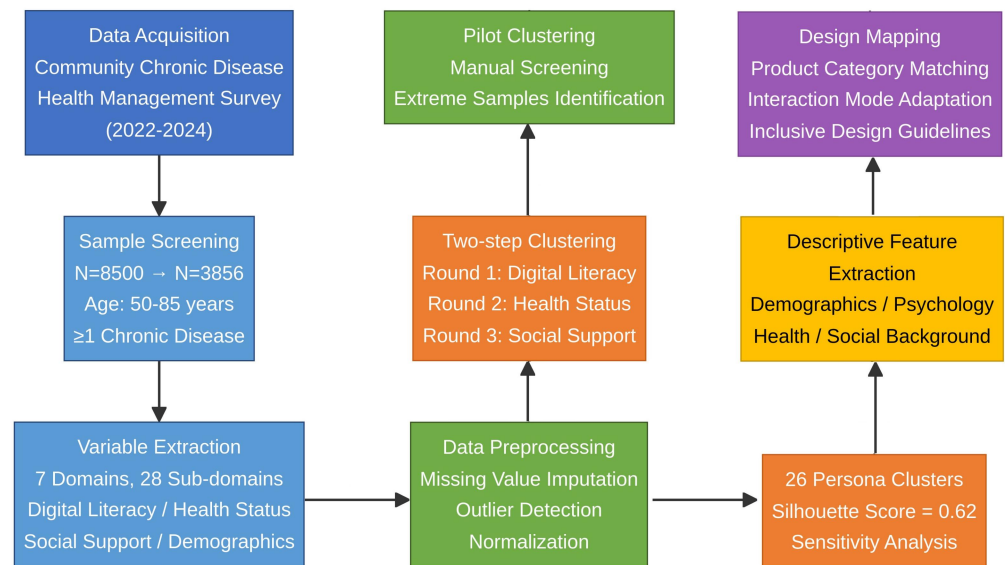 Data Acquisition
Community Chronic Disease
Health Management Survey
(2022-2024)
Sample Screening
N=8500 → N=3856
Age: 50-85 years
≥1 Chronic Disease
Variable Extraction
7 Domains, 28 Sub-domains
Digital Literacy / Health Status
Social Support / Demographics
Pilot Clustering
Manual Screening
Extreme Samples Identification
Two-step Clustering
Round 1: Digital Literacy
Round 2: Health Status
Round 3: Social Support
Data Preprocessing
Missing Value Imputation
Outlier Detection
Normalization
Design Mapping
Product Category Matching
Interaction Mode Adaptation
Inclusive Design Guidelines
Descriptive Feature
Extraction
Demographics / Psychology
Health / Social Background
26 Persona Clusters
Silhouette Score = 0.62
Sensitivity Analysis